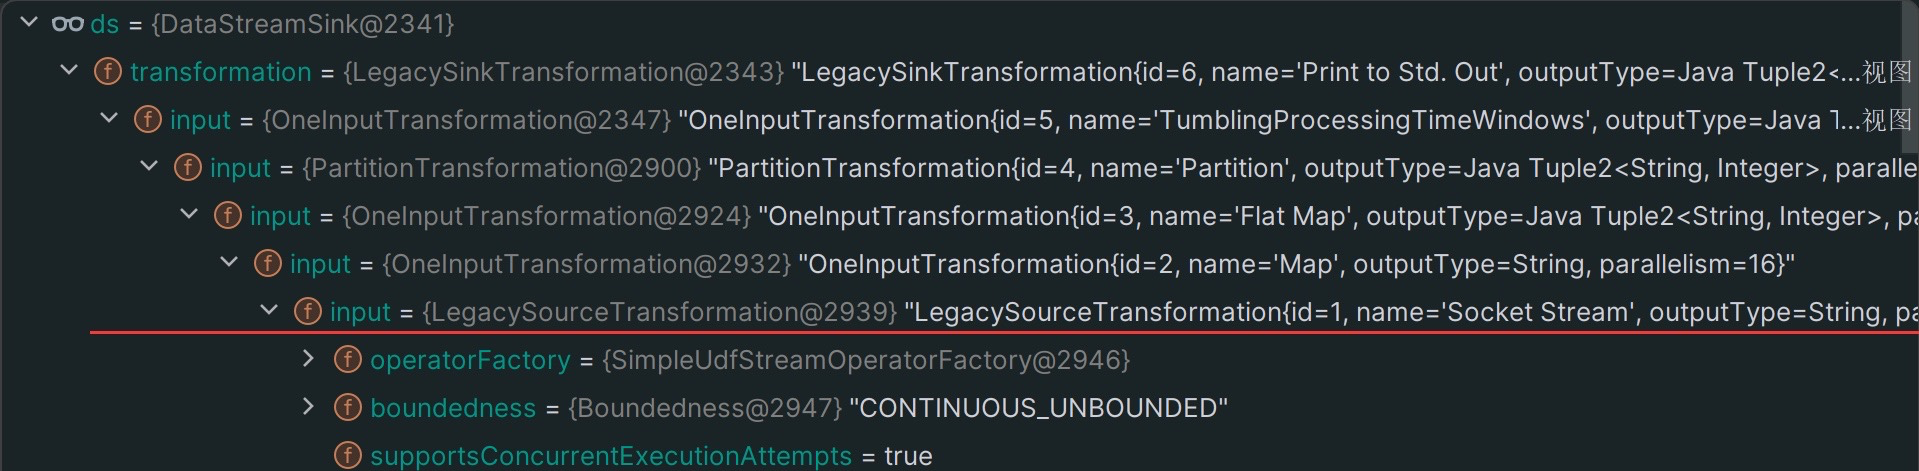 ds = {DataStreamSink@2341}
f transformation = {LegacySinkTransformation@2343} "LegacySinkTransformation{id=6, name='Print to Std. Out', outputType=Java Tuple2<...视图
f input = {OneInputTransformation@2347} "OneInputTransformation{id=5, name='TumblingProcessingTimeWindows', outputType=Java T...视图
f input = {PartitionTransformation@2900} "PartitionTransformation{id=4, name='Partition', outputType=Java Tuple2<String, Integer>, paralle
f input = {OneInputTransformation@2924} "OneInputTransformation{id=3, name='Flat Map', outputType=Java Tuple2<String, Integer>, pa
f input = {OneInputTransformation@2932} "OneInputTransformation{id=2, name='Map', outputType=String, parallelism=16}"
f input = {LegacySourceTransformation@2939} "LegacySourceTransformation{id=1, name='Socket Stream', outputType=String, pa
f operatorFactory = {SimpleUdfStreamOperatorFactory@2946}
f boundedness = {Boundedness@2947} "CONTINUOUS_UNBOUNDED"
f supportsConcurrentExecutionAttempts = true